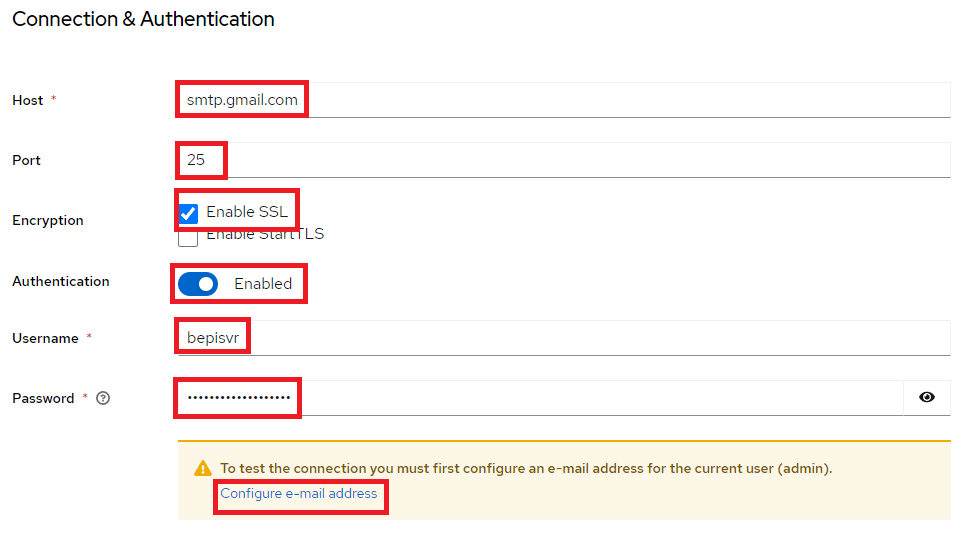 Connection & Authentication
Host *
smtp.gmail.com
Port
25
Encryption
Enable SSL
Enable StartTLS
Authentication
Enabled
Username *
bepisvr
Password *
•••••••••••••••••••
To test the connection you must first configure an e-mail address for the current user (admin).
Configure e-mail address